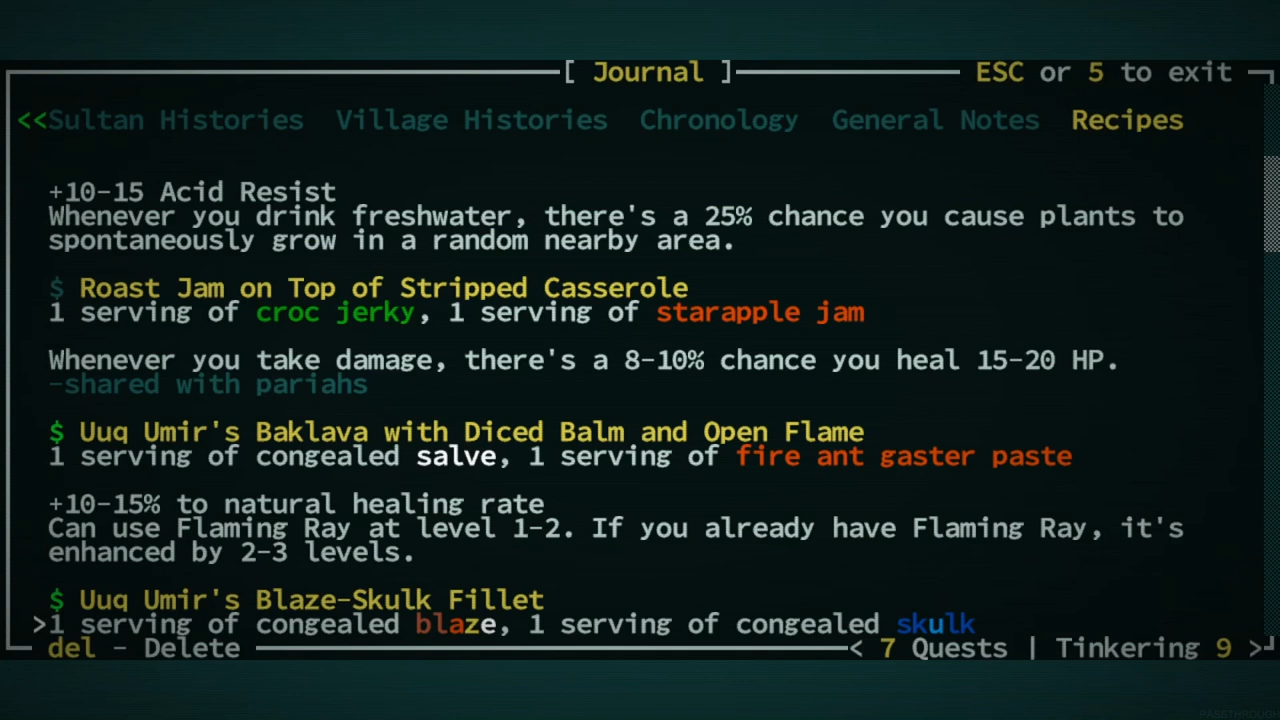 [ Journal ] ESC or 5 to exit
<<Sultan Histories Village Histories Chronology General Notes Recipes
+10-15 Acid Resist
Whenever you drink freshwater, there's a 25% chance you cause plants to
spontaneously grow in a random nearby area.
$ Roast Jam on Top of Stripped Casserole
1 serving of croc jerky, 1 serving of starapple jam
Whenever you take damage, there's a 8-10% chance you heal 15-20 HP.
-shared with pariahs
$ Uuq Umir's Baklava with Diced Balm and Open Flame
1 serving of congealed salve, 1 serving of fire ant gaster paste
+10-15% to natural healing rate
Can use Flaming Ray at level 1-2. If you already have Flaming Ray, it's
enhanced by 2-3 levels.
$ Uuq Umir's Blaze-Skulk Fillet
>1 serving of congealed blaze, 1 serving of congealed skulk
del - Delete < 7 Quests | Tinkering 9 >